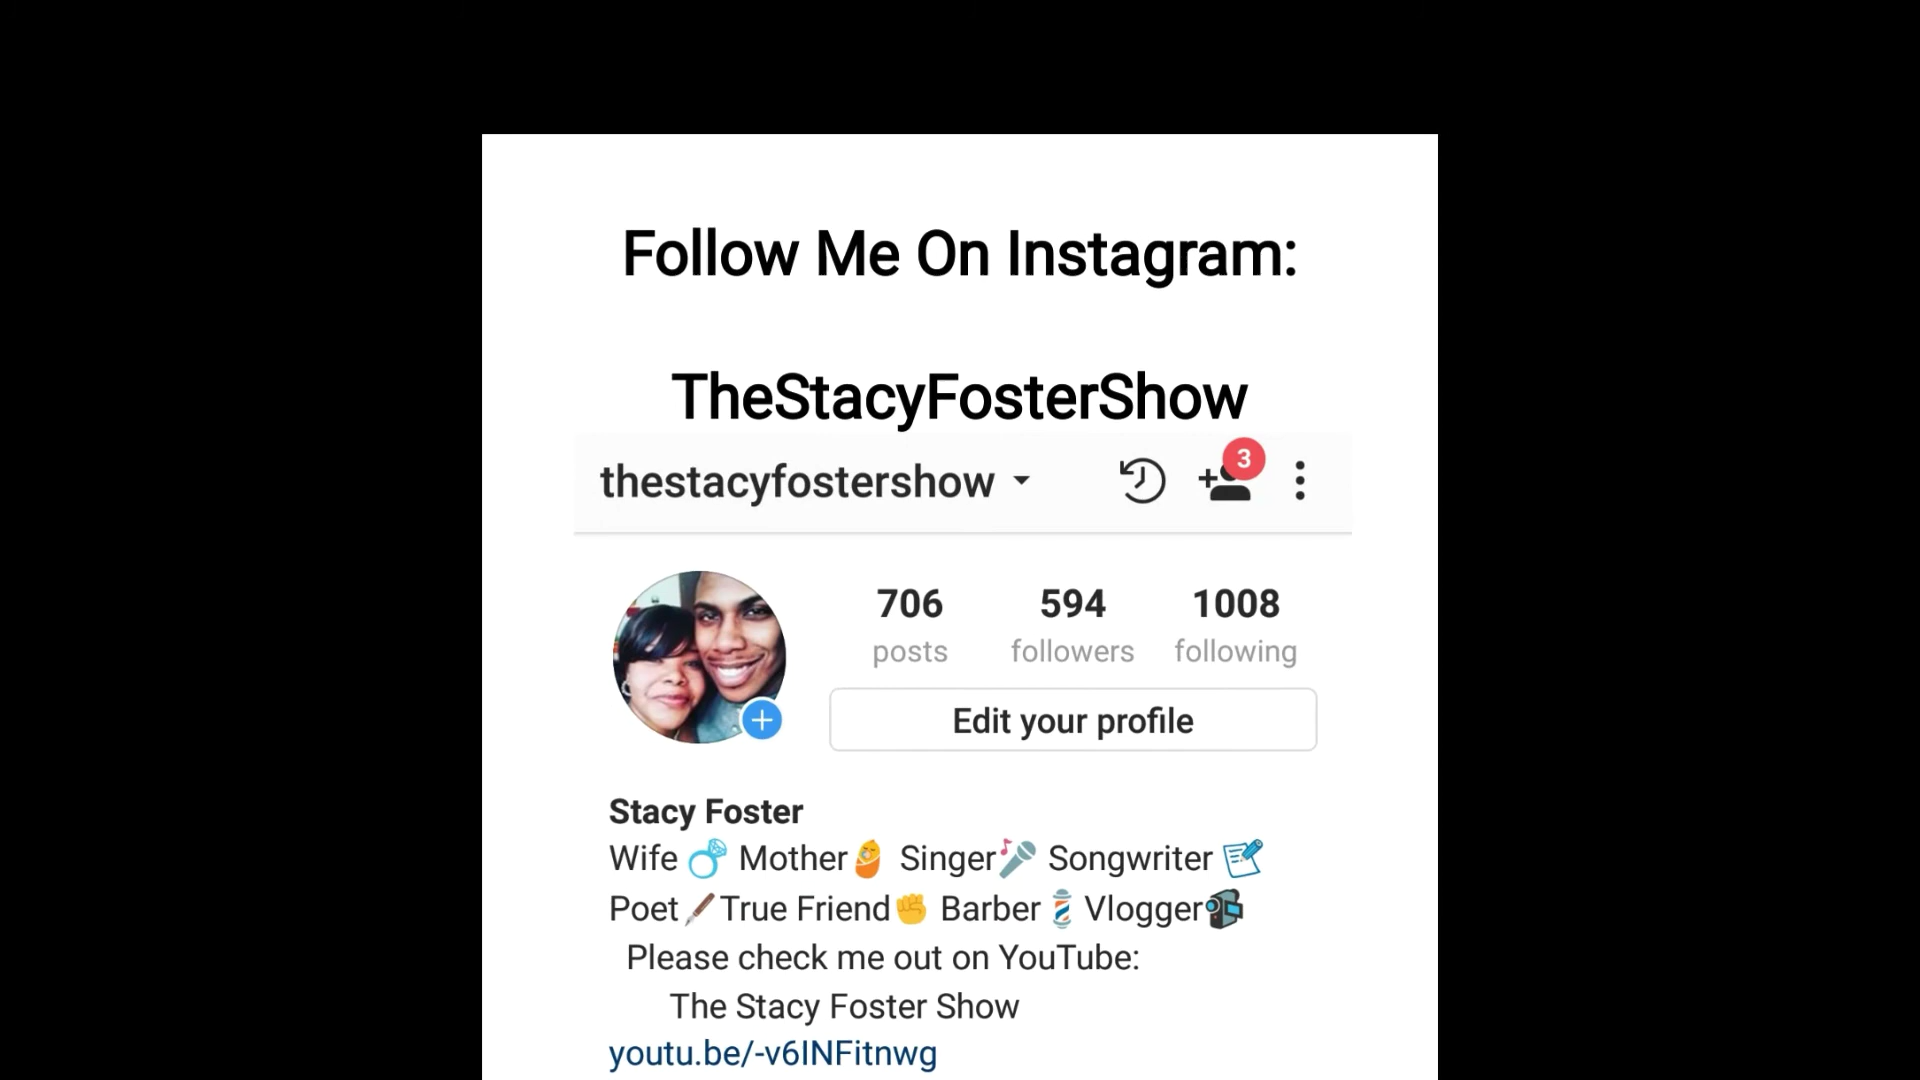 Follow Me On Instagram:
TheStacyFosterShow
thestacyfostershow
3
706 594 1008
posts followers following
Edit your profile
Stacy Foster
Wife 💍 Mother👶 Singer🎤 Songwriter 📝
Poet🖋️True Friend✊ Barber💈Vlogger🎥
Please check me out on YouTube:
The Stacy Foster Show
youtu.be/-v6INFitnwg